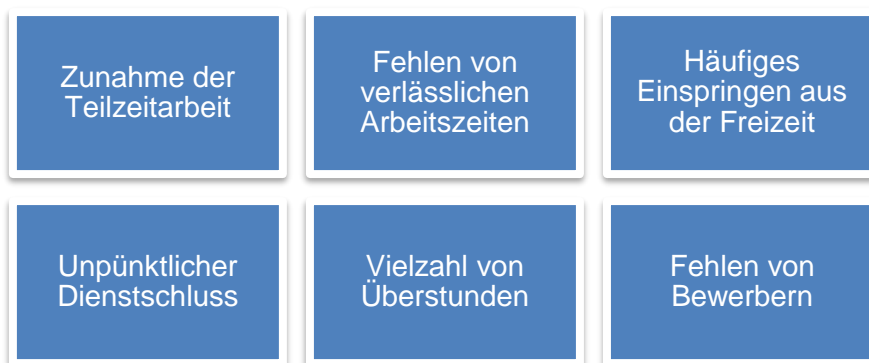 Zunahme der
Teilzeitarbeit
Fehlen von
verlässlichen
Arbeitszeiten
Häufiges
Einspringen aus
der Freizeit
Unpünktlicher
Dienstschluss
Vielzahl von
Überstunden
Fehlen von
Bewerbern